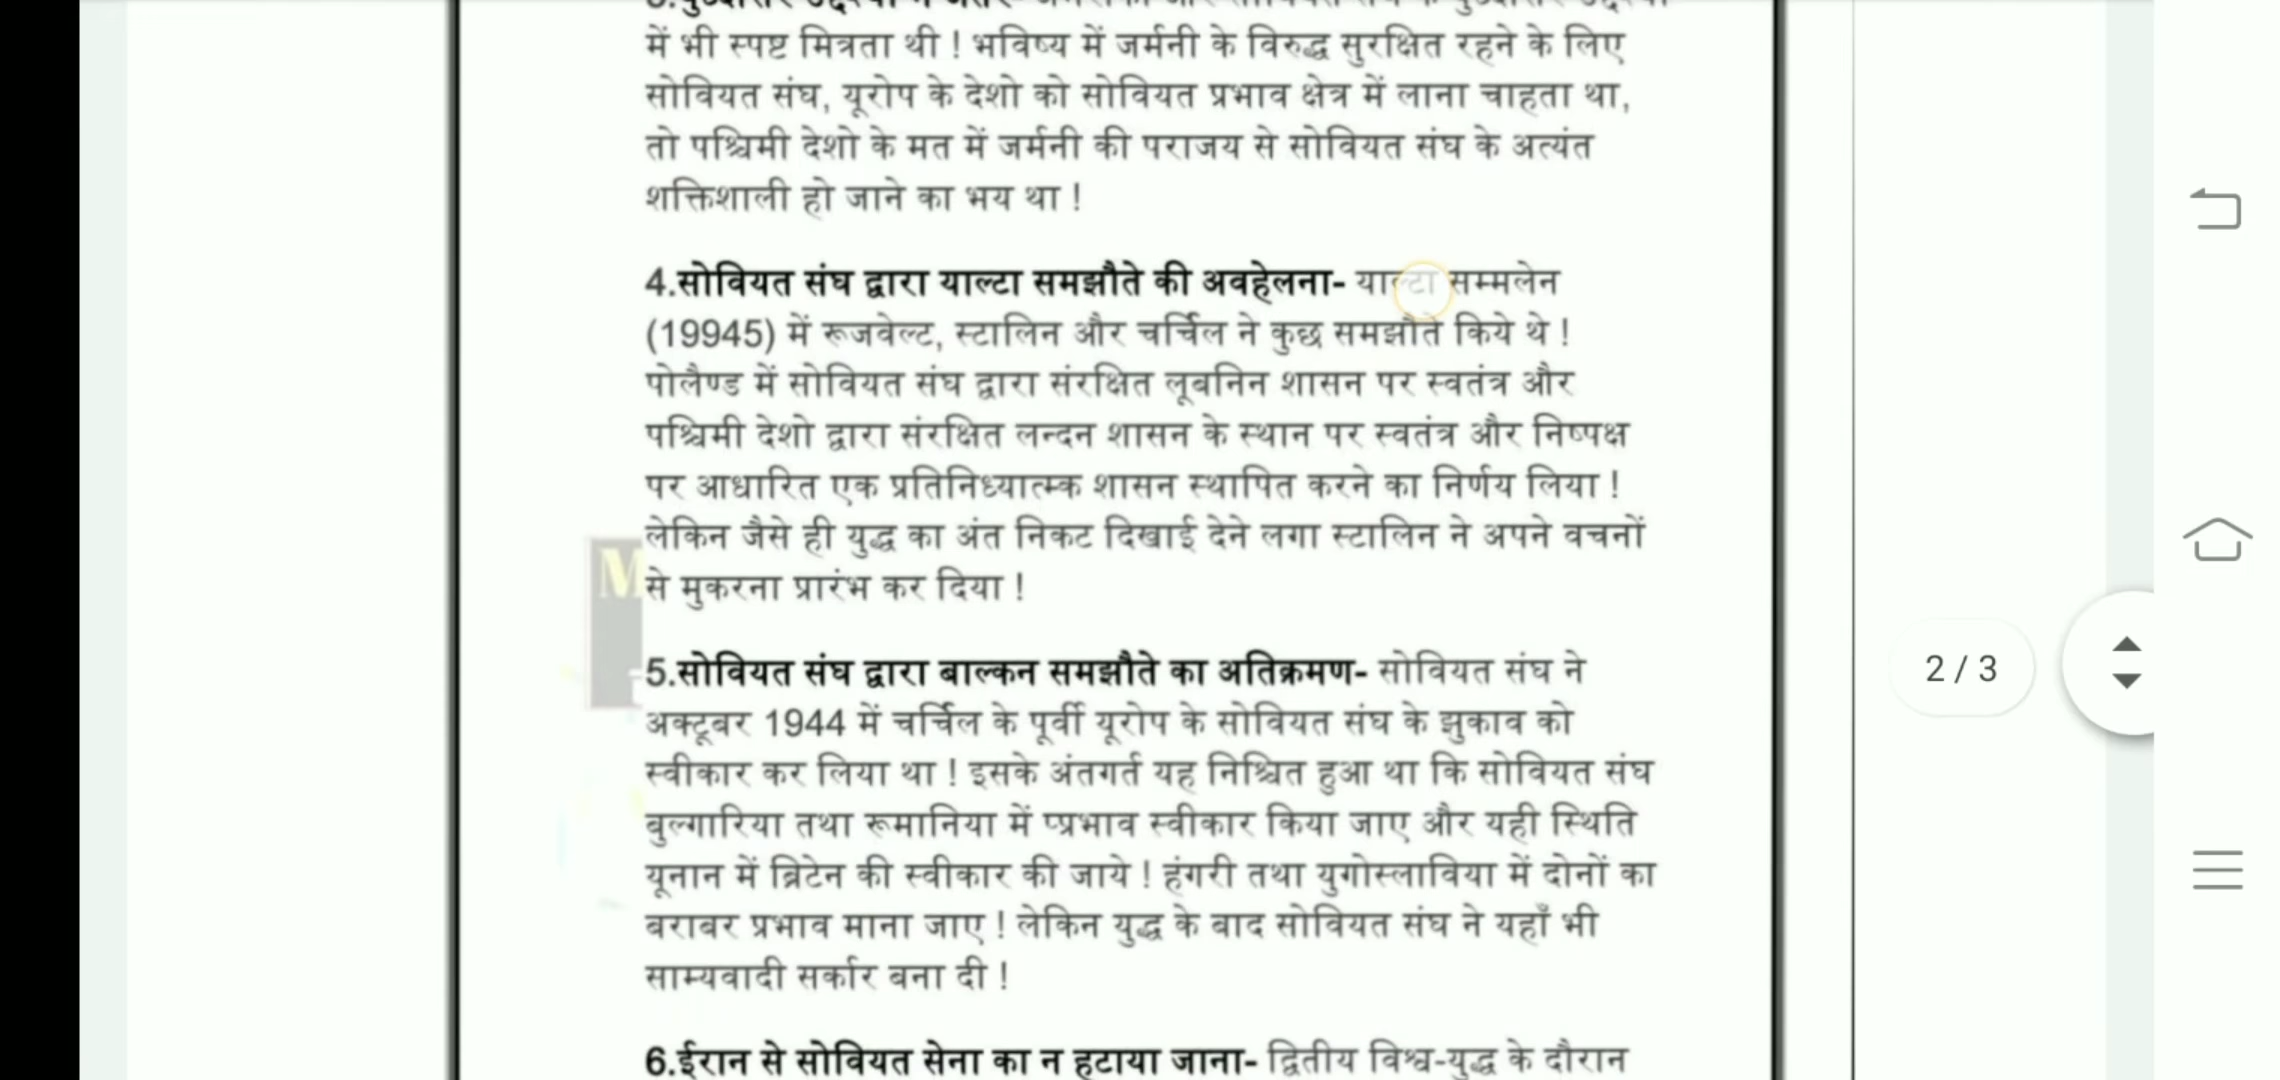 में भी स्पष्ट मित्रता थी ! भविष्य में जर्मनी के विरुद्ध सुरक्षित रहने के लिए
सोवियत संघ, यूरोप के देशो को सोवियत प्रभाव क्षेत्र में लाना चाहता था,
तो पश्चिमी देशो के मत में जर्मनी की पराजय से सोवियत संघ के अत्यंत
शक्तिशाली हो जाने का भय था !
4.सोवियत संघ द्वारा याल्टा समझौते की अवहेलना- याल्टा सम्मलेन
(19945) में रूजवेल्ट, स्टालिन और चर्चिल ने कुछ समझौते किये थे !
पोलैण्ड में सोवियत संघ द्वारा संरक्षित लूबनिन शासन पर स्वतंत्र और
पश्चिमी देशो द्वारा संरक्षित लन्दन शासन के स्थान पर स्वतंत्र और निष्पक्ष
पर आधारित एक प्रतिनिध्यात्म्क शासन स्थापित करने का निर्णय लिया !
लेकिन जैसे ही युद्ध का अंत निकट दिखाई देने लगा स्टालिन ने अपने वचनों
से मुकरना प्रारंभ कर दिया !
5.सोवियत संघ द्वारा बाल्कन समझौते का अतिक्रमण- सोवियत संघ ने
अक्टूबर 1944 में चर्चिल के पूर्वी यूरोप के सोवियत संघ के झुकाव को
स्वीकार कर लिया था ! इसके अंतगर्त यह निश्चित हुआ था कि सोवियत संघ
बुल्गारिया तथा रूमानिया में प्प्रभाव स्वीकार किया जाए और यही स्थिति
यूनान में ब्रिटेन की स्वीकार की जाये ! हंगरी तथा युगोस्लाविया में दोनों का
बराबर प्रभाव माना जाए ! लेकिन युद्ध के बाद सोवियत संघ ने यहाँ भी
साम्यवादी सर्कार बना दी !
6.ईरान से सोवियत सेना का न हटाया जाना- द्वितीय विश्व-युद्ध के दौरान
2 / 3